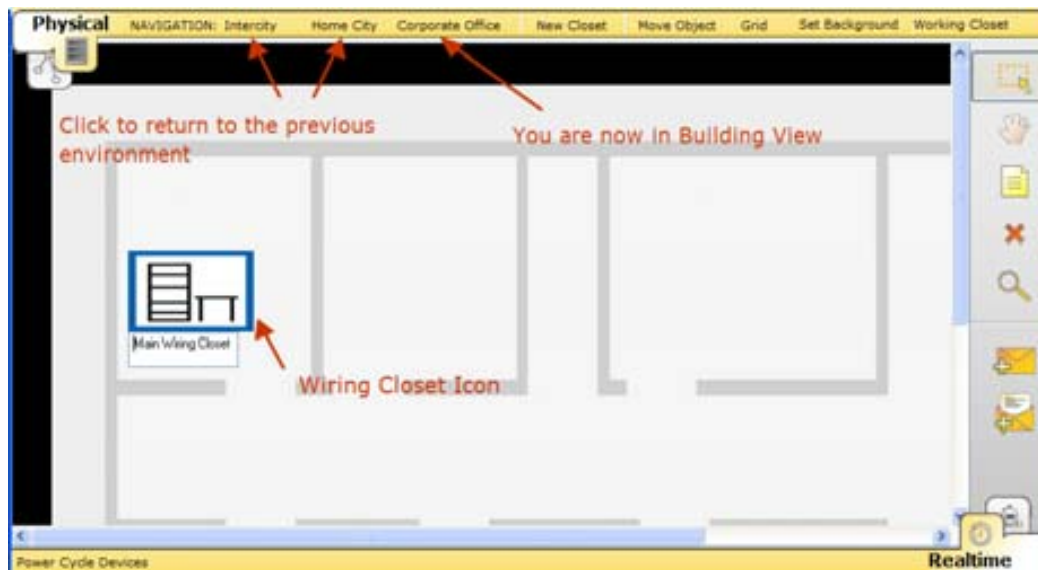 Physical NAVIGATION: Intercity Home City Corporate Office New Closet Move Object Grid Set Background Working Closet
Click to return to the previous
environment
You are now in Building View
Main Wiring Closet
Wiring Closet Icon
Power Cycle Devices
Realtime